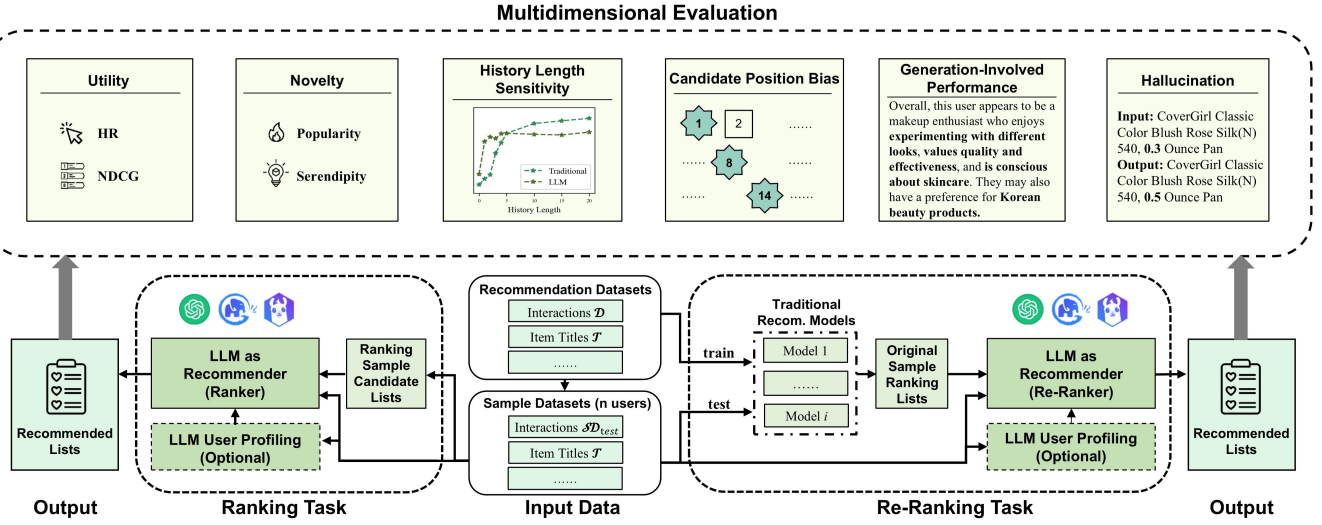 Multidimensional Evaluation
Utility
HR
NDCG
Novelty
Popularity
Serendipity
History Length
Sensitivity
Traditional
LLM
0
5
10
15
20
History Length
Candidate Position Bias
1
2
......
......
8
......
......
14
Generation-Involved
Performance
Overall, this user appears to be a
makeup enthusiast who enjoys
experimenting with different
looks, values quality and
effectiveness, and is conscious
about skincare. They may also
have a preference for Korean
beauty products.
Hallucination
Input: CoverGirl Classic
Color Blush Rose Silk(N)
540, 0.3 Ounce Pan
Output: CoverGirl Classic
Color Blush Rose Silk(N)
540, 0.5 Ounce Pan
Recommended
Lists
Output
LLM as
Recommender
(Ranker)
LLM User Profiling
(Optional)
Ranking
Sample
Candidate
Lists
Ranking Task
Recommendation Datasets
Interactions 𝓓
Item Titles 𝓣
......
Sample Datasets (n users)
Interactions 𝓢𝓓test
Item Titles 𝓣
......
Input Data
train
test
Traditional
Recom. Models
Model 1
......
Model i
Original
Sample
Ranking
Lists
LLM as
Recommender
(Re-Ranker)
LLM User Profiling
(Optional)
Re-Ranking Task
Recommended
Lists
Output